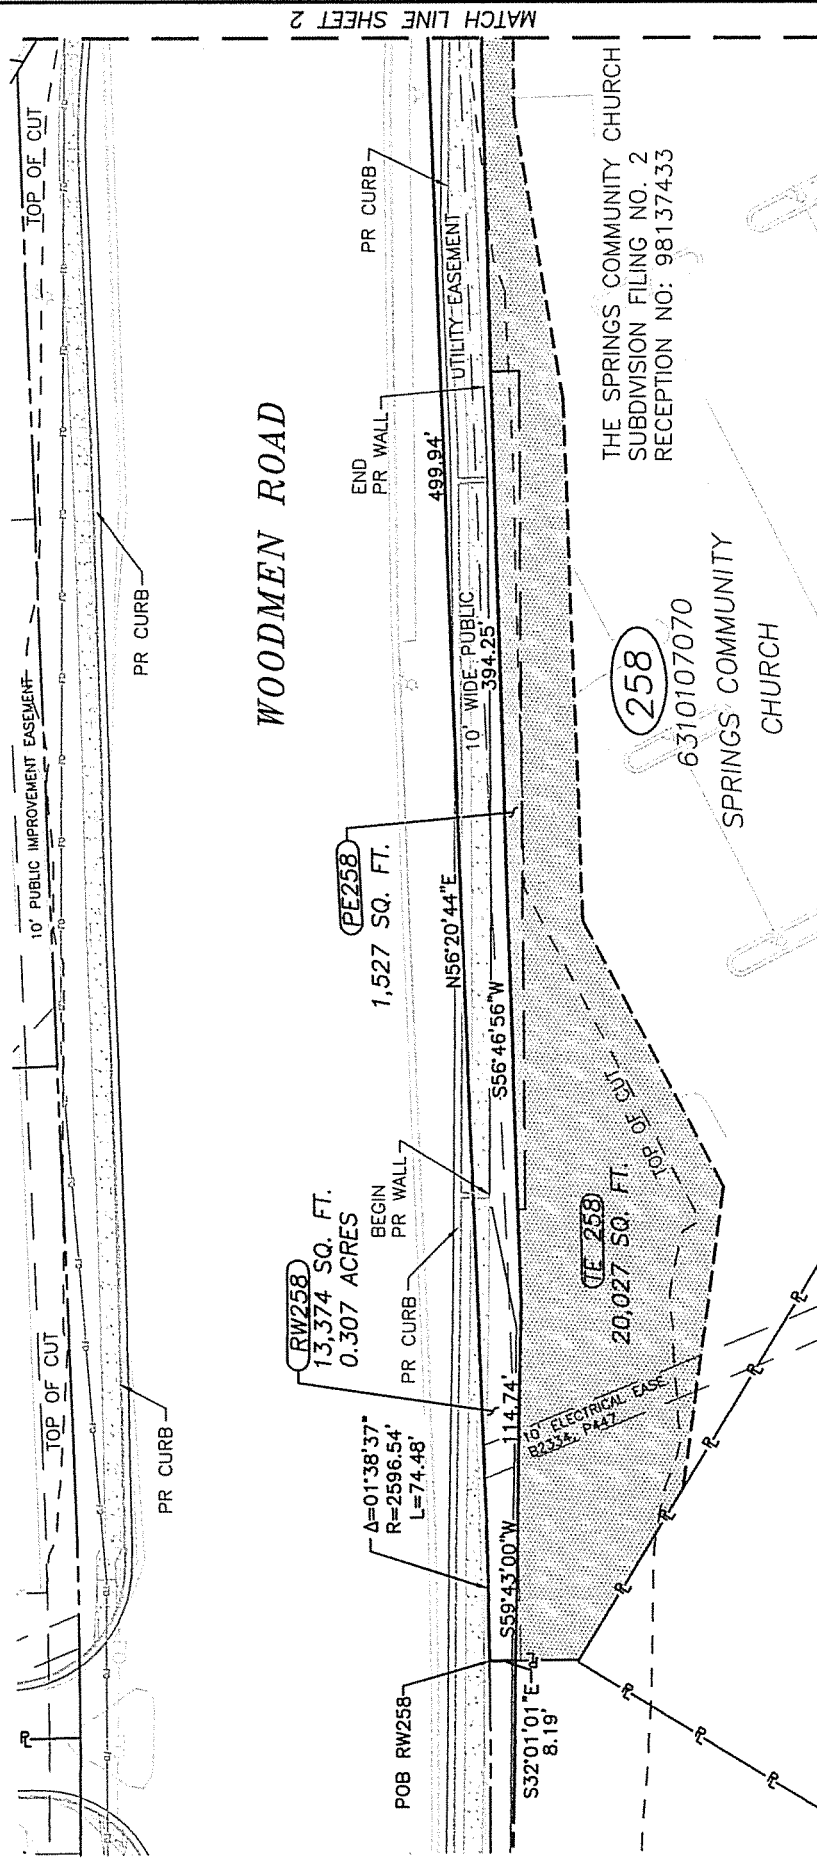 MATCH LINE SHEET 2
TOP OF CUT
10' PUBLIC IMPROVEMENT EASEMENT
TOP OF CUT
PR CURB
PR CURB
WOODMEN ROAD
PR CURB
END
PR WALL
499.94'
UTILITY EASEMENT
10' WIDE PUBLIC
394.25'
PE258
1,527 SQ. FT.
N56°20'44"E
S56°46'56"W
BEGIN
PR WALL
RW258
13,374 SQ. FT.
0.307 ACRES
PR CURB
Δ=01°38'37"
R=2596.54'
L=74.48'
114.74'
S59°43'00"W
POB RW258
S32°01'01"E
8.19'
10' ELECTRICAL EASE
B2334, P447
TE 258
20,027 SQ. FT.
TOP OF CUT
THE SPRINGS COMMUNITY CHURCH
SUBDIVISION FILING NO. 2
RECEPTION NO: 98137433
258
6310107070
SPRINGS COMMUNITY
CHURCH